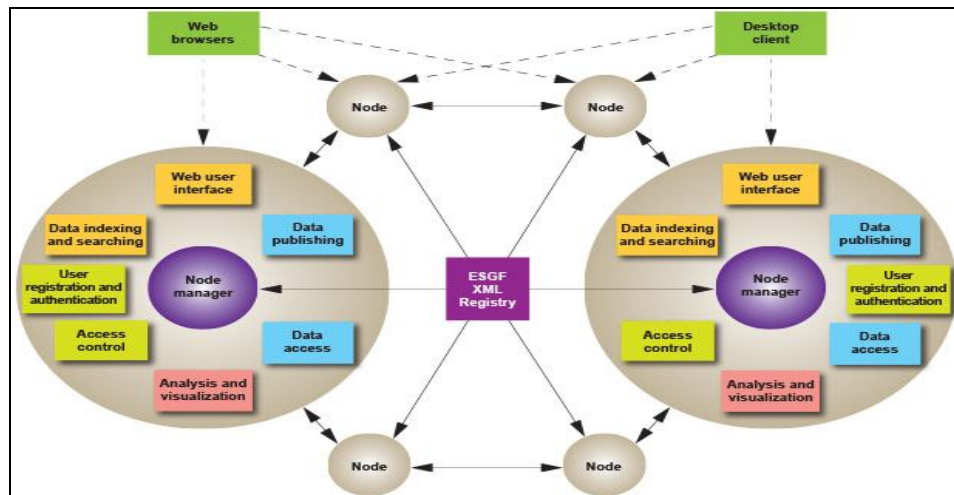 Web
browsers
Desktop
client
Node
Node
Web user
interface
Data indexing
and searching
Data
publishing
User
registration and
authentication
Node
manager
Access
control
Data
access
Analysis and
visualization
ESGF
XML
Registry
Web user
interface
Data indexing
and searching
Data
publishing
Node
manager
User
registration and
authentication
Access
control
Data
access
Analysis and
visualization
Node
Node